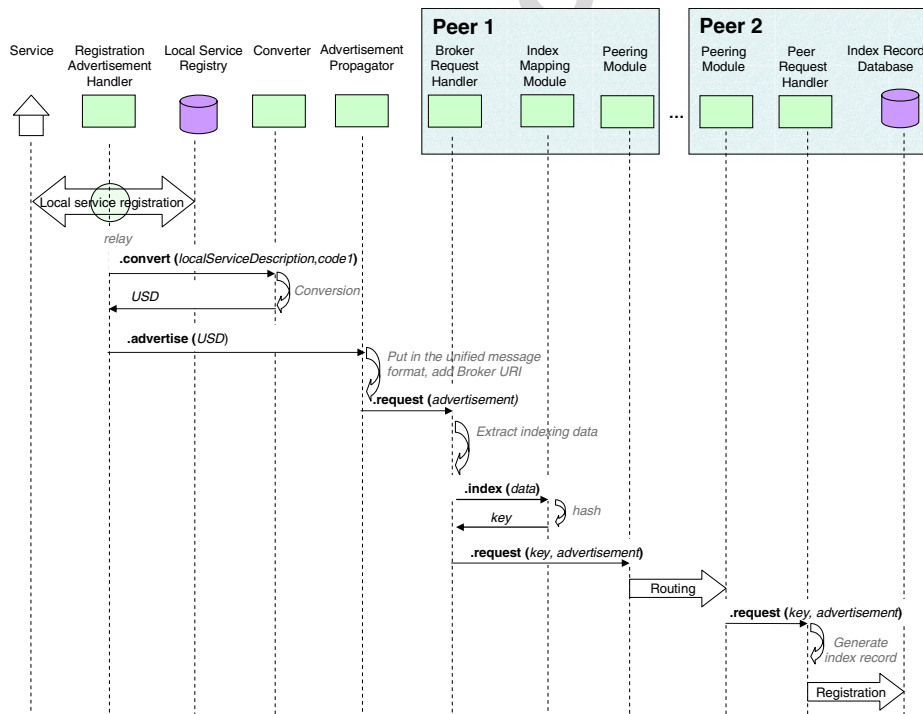 Peer 1
Peer 2
Service
Registration
Advertisement
Handler
Local Service
Registry
Converter
Advertisement
Propagator
Broker
Request
Handler
Index
Mapping
Module
Peering
Module
...
Peering
Module
Peer
Request
Handler
Index Record
Database
Local service registration
relay
.convert (localServiceDescription,code1)
Conversion
USD
.advertise (USD)
Put in the unified message
format, add Broker URI
.request (advertisement)
Extract indexing data
.index (data)
hash
key
.request (key, advertisement)
Routing
.request (key, advertisement)
Generate
index record
Registration